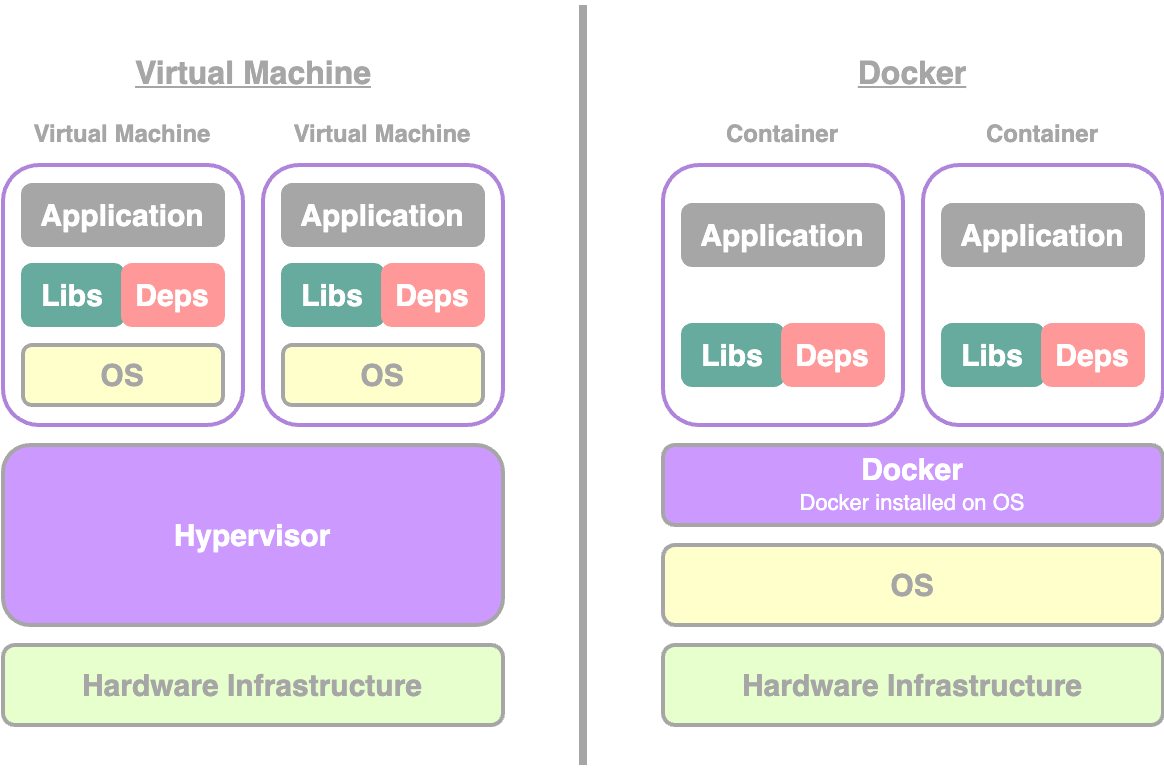 Virtual Machine
Virtual Machine
Virtual Machine
Application
Libs
Deps
OS
Application
Libs
Deps
OS
Hypervisor
Hardware Infrastructure
Docker
Container
Container
Application
Libs
Deps
Application
Libs
Deps
Docker
Docker installed on OS
OS
Hardware Infrastructure